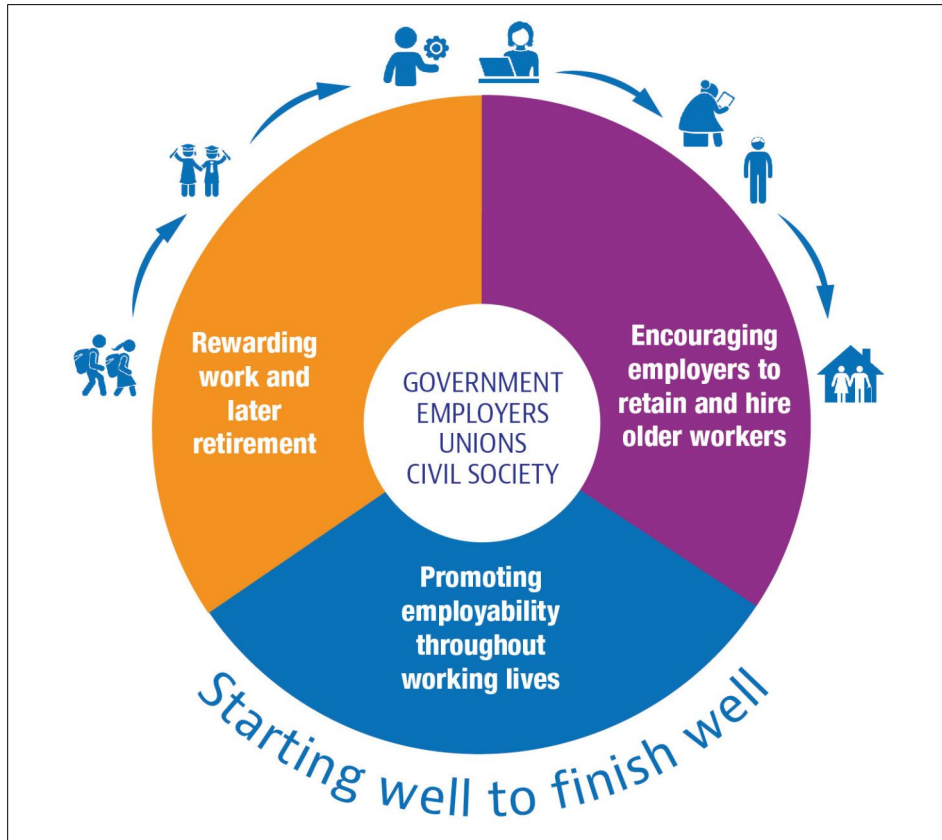 Rewarding
work and
later
retirement
GOVERNMENT
EMPLOYERS
UNIONS
CIVIL SOCIETY
Encouraging
employers to
retain and hire
older workers
Promoting
employability
throughout
working lives
Starting well to finish well